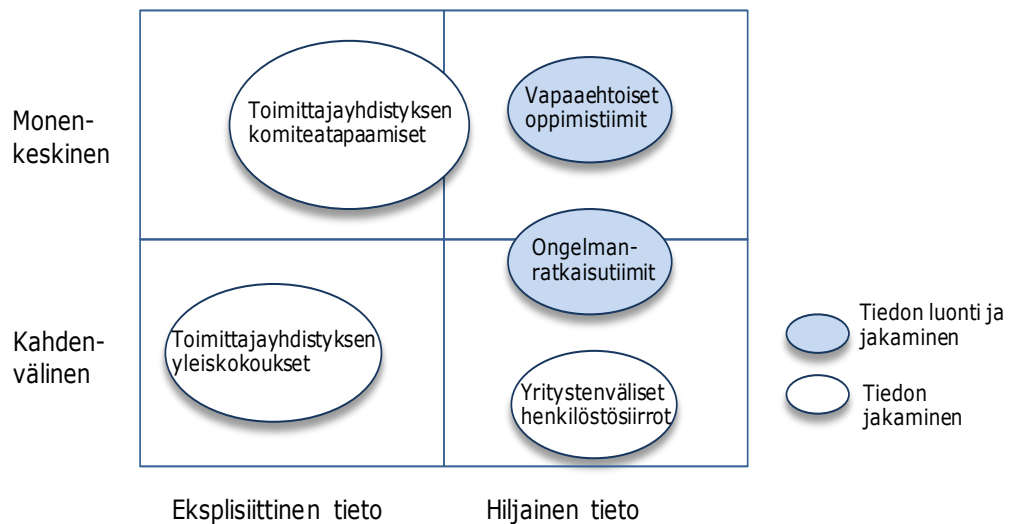 Monen-
keskinen
Toimittajayhdistyksen
komiteatapaamiset
Vapaaehtoiset
oppimistiimit
Ongelman-
ratkaisutiimit
Kahden-
välinen
Toimittajayhdistyksen
yleiskokoukset
Yritystenväliset
henkilöstösiirrot
Tiedon luonti ja
jakaminen
Tiedon
jakaminen
Eksplisiittinen tieto
Hiljainen tieto